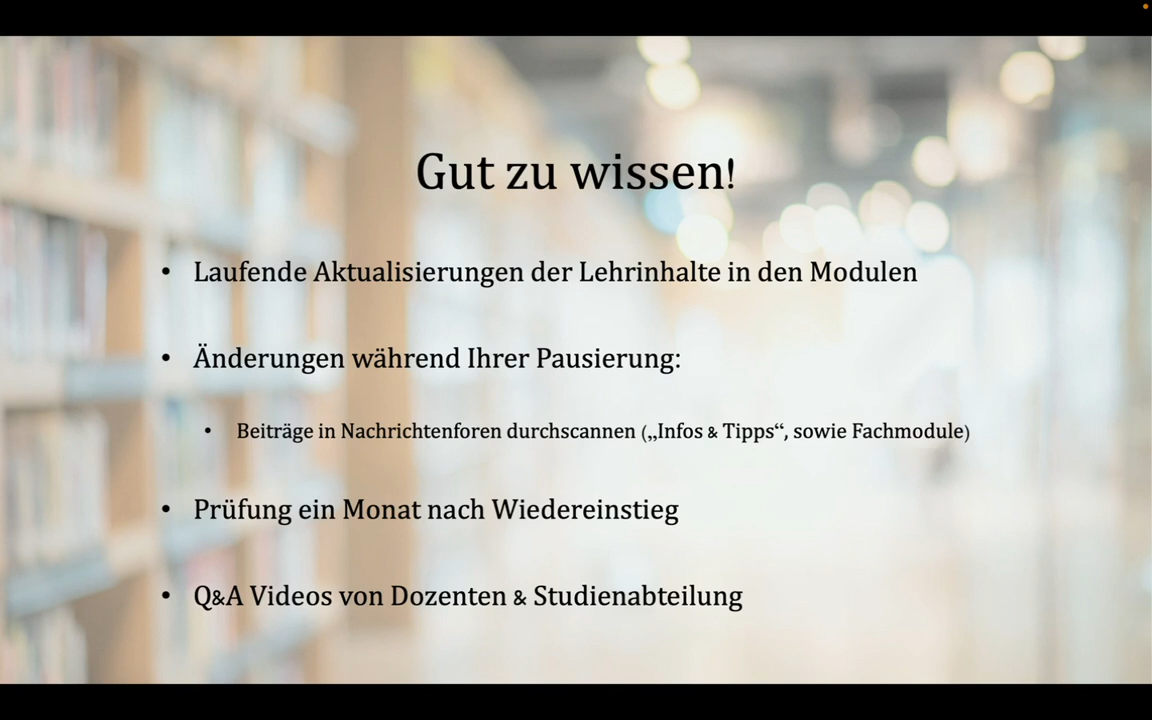 Gut zu wissen!
• Laufende Aktualisierungen der Lehrinhalte in den Modulen
• Änderungen während Ihrer Pausierung:
• Beiträge in Nachrichtenforen durchscannen („Infos & Tipps“, sowie Fachmodule)
• Prüfung ein Monat nach Wiedereinstieg
• Q&A Videos von Dozenten & Studienabteilung